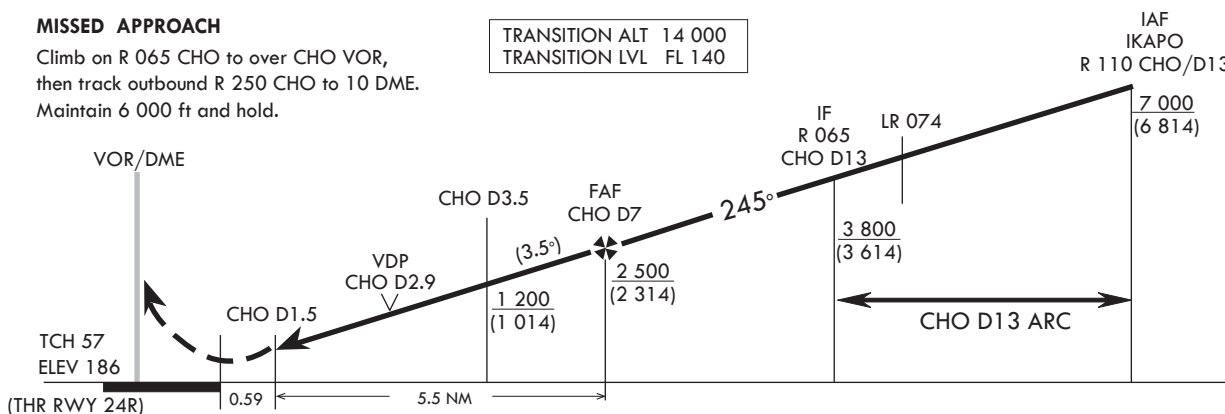 MISSED APPROACH
Climb on R 065 CHO to over CHO VOR,
then track outbound R 250 CHO to 10 DME.
Maintain 6 000 ft and hold.
TRANSITION ALT 14 000
TRANSITION LVL FL 140
IAF
IKAPO
R 110 CHO/D13
7 000
(6 814)
IF
R 065
CHO D13
LR 074
3 800
(3 614)
CHO D13 ARC
245°
FAF
CHO D7
2 500
(2 314)
(3.5°)
CHO D3.5
1 200
(1 014)
VDP
CHO D2.9
VOR/DME
CHO D1.5
TCH 57
ELEV 186
(THR RWY 24R)
0.59
5.5 NM